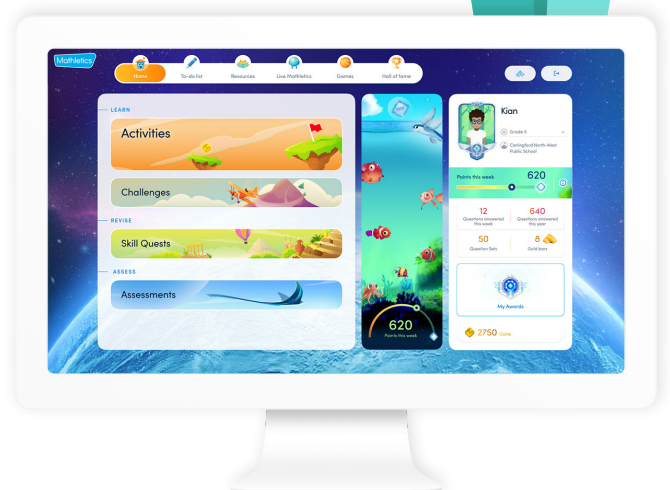 Mathletics
Home
To-do list
Resources
Live Mathletics
Games
Hall of fame
LEARN
Activities
Challenges
REVISE
Skill Quests
ASSESS
Assessments
620
Points this week
Kian
Grade 5
Carlingford North-West
Public School
Points this week 620
12
Questions answered
this week
640
Questions answered
this year
50
Question Sets
8
Gold bars
My Awards
2750 Coins